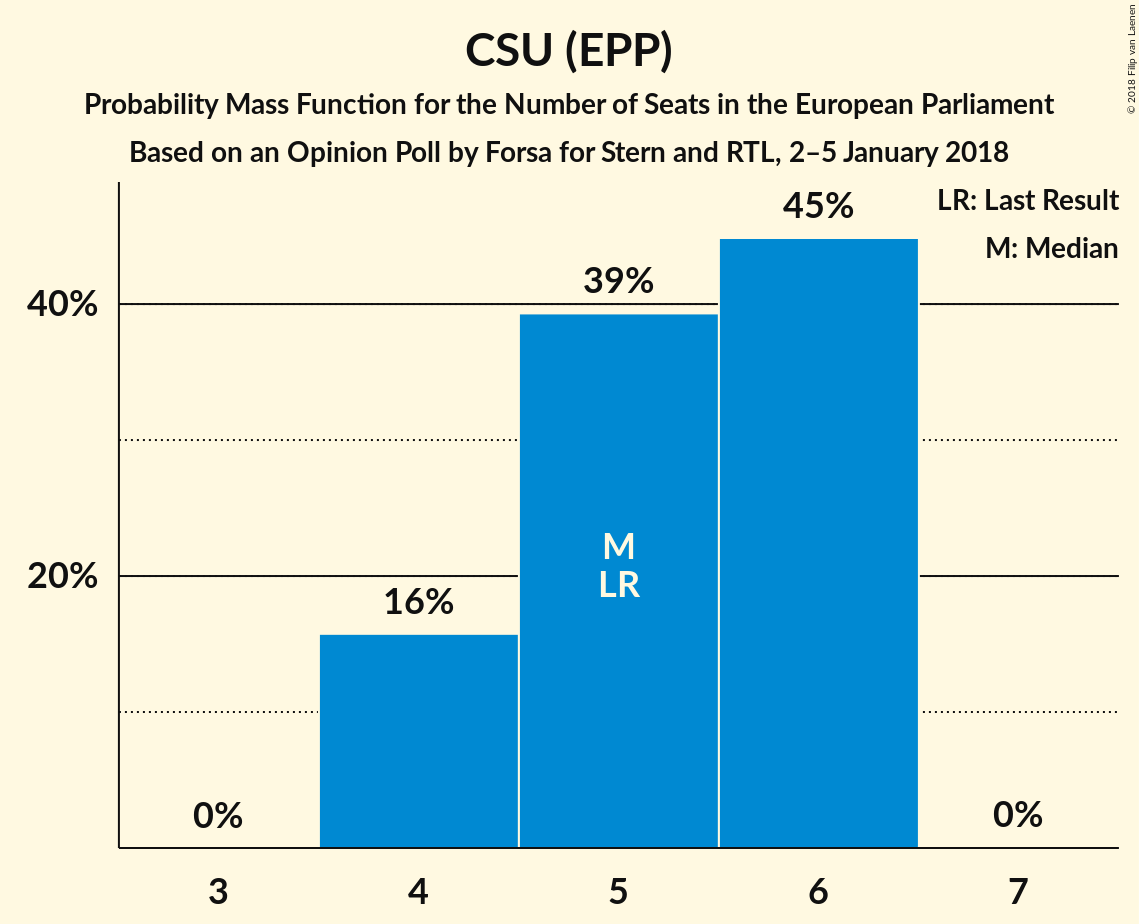 CSU (EPP)
Probability Mass Function for the Number of Seats in the European Parliament
Based on an Opinion Poll by Forsa for Stern and RTL, 2–5 January 2018
© 2018 Filip van Laenen
LR: Last Result
M: Median
45%
39%
40%
M
LR
20%
16%
0%
0%
3
4
5
6
7